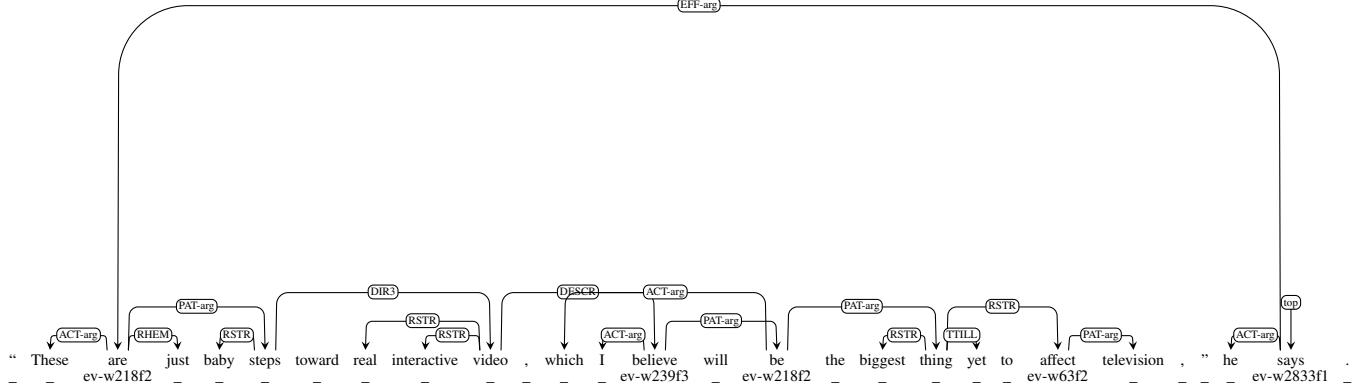 EFF-arg
top
DIR3 DESCR ACT-arg
PAT-arg PAT-arg RSTR
RSTR PAT-arg
ACT-arg RHEM RSTR RSTR ACT-arg RSTR TTILL PAT-arg ACT-arg
“ These are just baby steps toward real interactive video , which I believe will be the biggest thing yet to affect television , ” he says .
ev-w218f2 ev-w239f3 ev-w218f2 ev-w63f2 ev-w2833f1
_ _ _ _ _ _ _ _ _ _ _ _ _ _ _ _ _ _ _ _ _ _ _ _ _ _ _